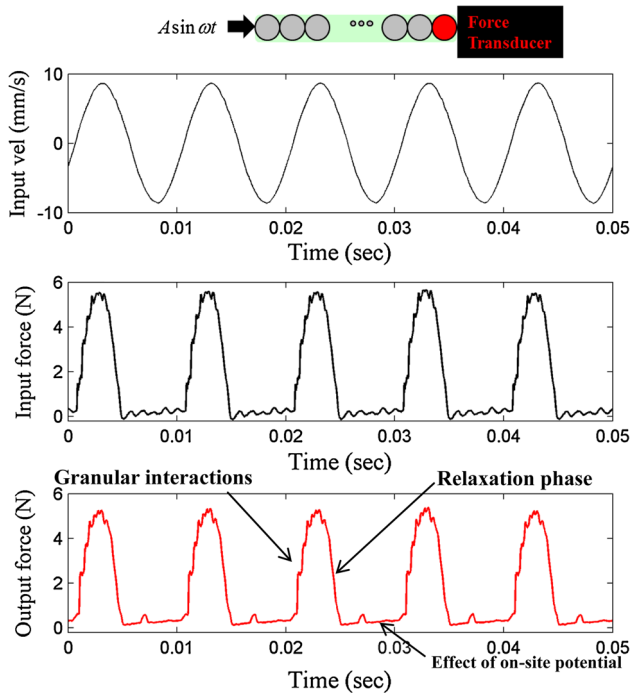 A sin ωt
Force
Transducer
Input vel (mm/s)
10
0
-10
0 0.01 0.02 0.03 0.04 0.05
Time (sec)
Input force (N)
6
4
2
0
0 0.01 0.02 0.03 0.04 0.05
Time (sec)
Granular interactions
Relaxation phase
Output force (N)
6
4
2
0
Effect of on-site potential
0 0.01 0.02 0.03 0.04 0.05
Time (sec)